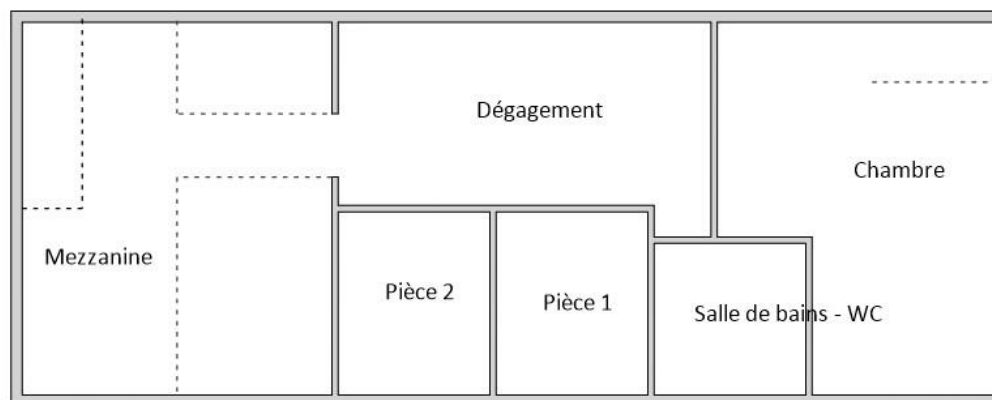 Dégagement
Chambre
Mezzanine
Pièce 2
Pièce 1
Salle de bains - WC